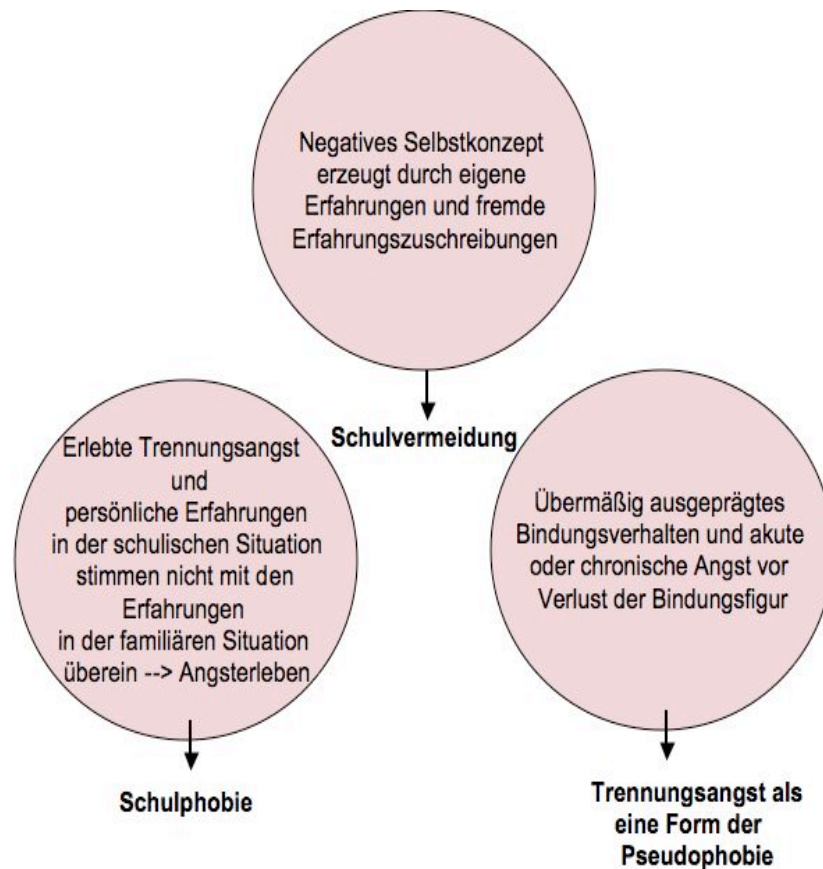 Negatives Selbstkonzept
erzeugt durch eigene
Erfahrungen und fremde
Erfahrungszuschreibungen
Schulvermeidung
Erlebte Trennungsangst
und
persönliche Erfahrungen
in der schulischen Situation
stimmen nicht mit den
Erfahrungen
in der familiären Situation
überein --> Angsterleben
Schulphobie
Übermäßig ausgeprägtes
Bindungsverhalten und akute
oder chronische Angst vor
Verlust der Bindungsfigur
Trennungsangst als
eine Form der
Pseudophobie